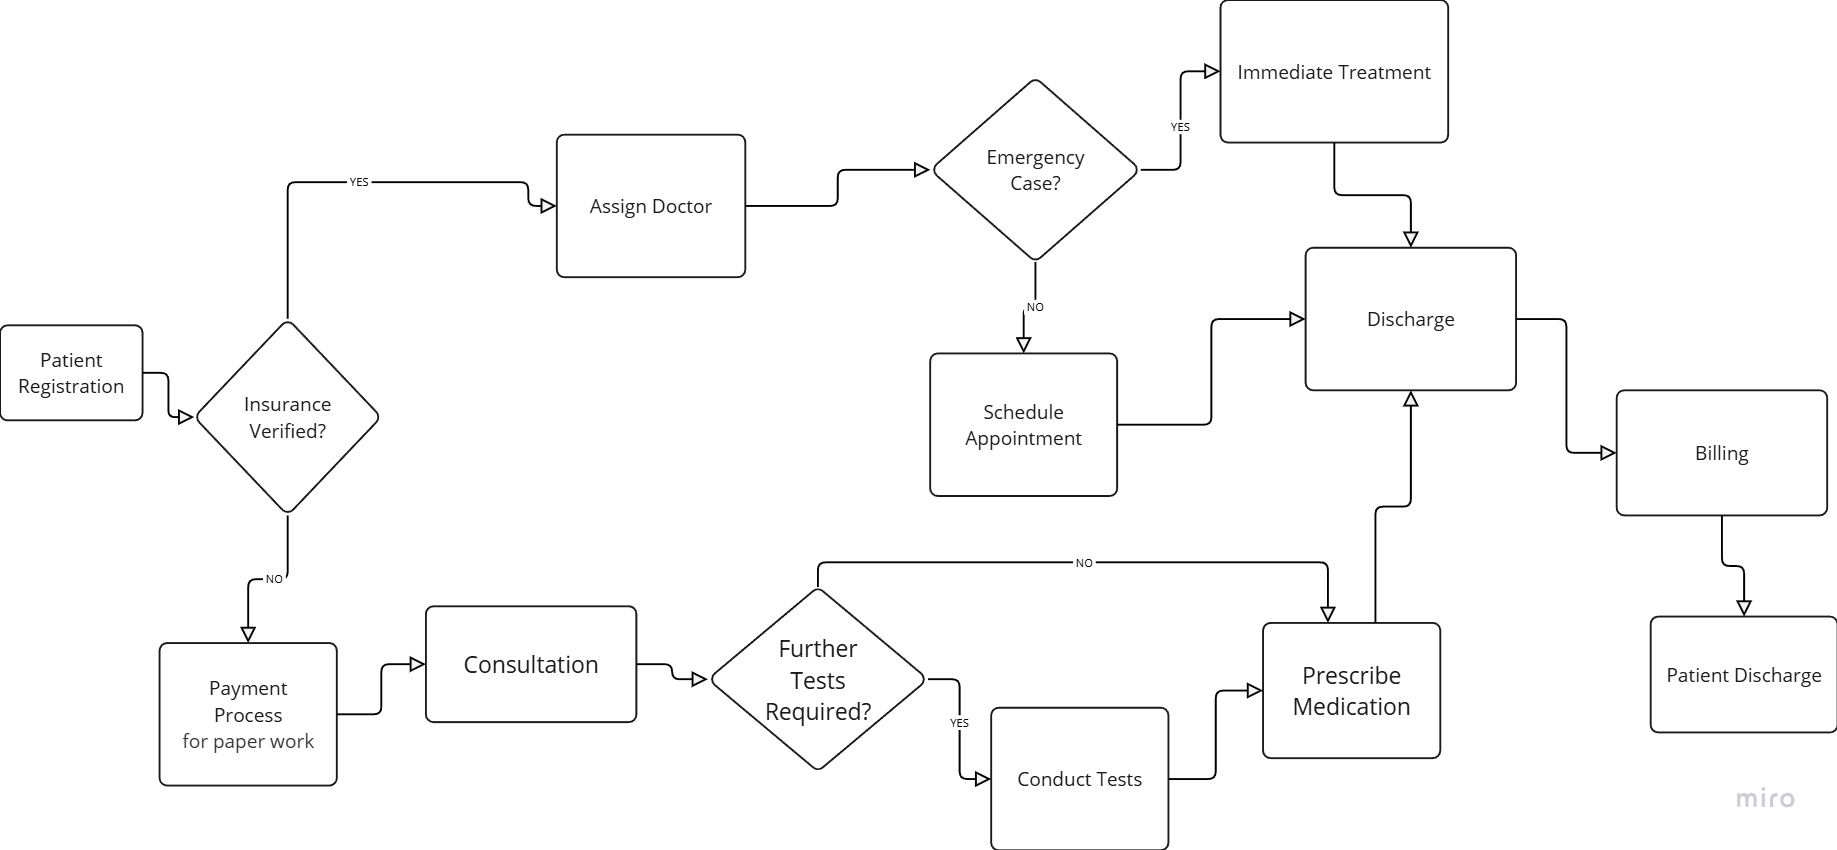 Immediate Treatment
YES
Emergency
Case?
YES
Assign Doctor
NO
Discharge
Patient
Registration
Insurance
Verified?
Schedule
Appointment
Billing
NO
NO
Payment
Process
for paper work
Consultation
Further
Tests
Required?
YES
Conduct Tests
Prescribe
Medication
Patient Discharge
miro